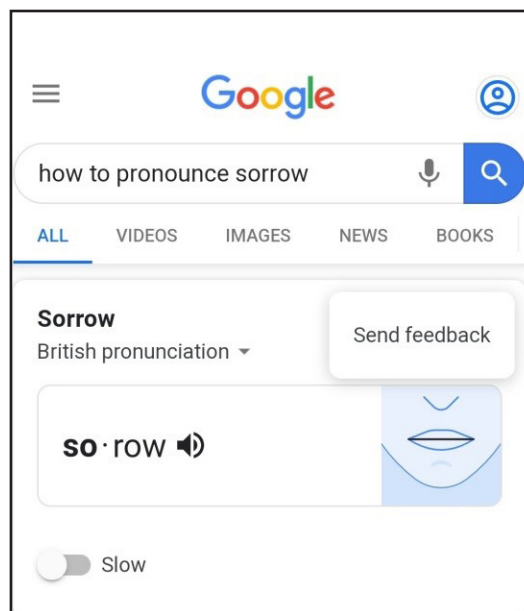 Google
how to pronounce sorrow
ALL VIDEOS IMAGES NEWS BOOKS
Sorrow
Send feedback
British pronunciation
so · row
Slow